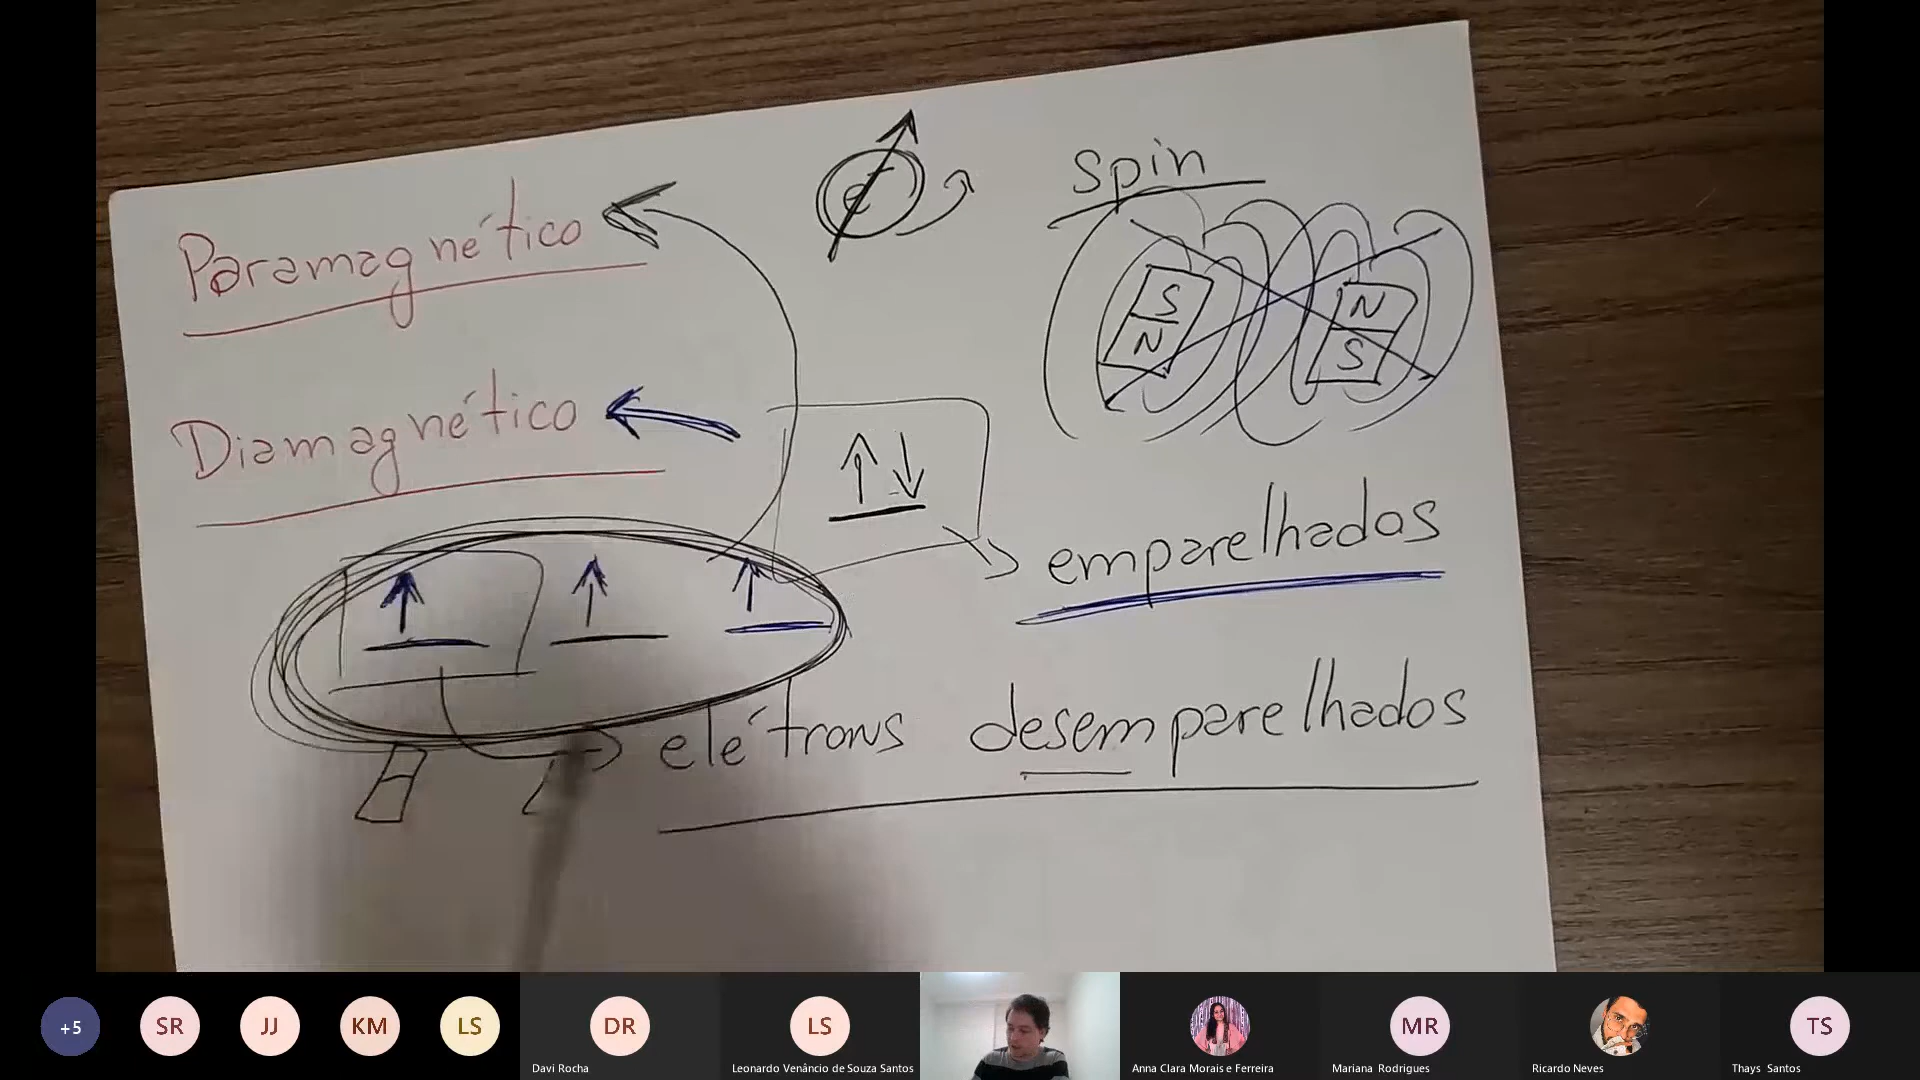 spin
Paramagnético
e-
S
N
N
S
Diamagnético
emparelhados
elétrons desemparelhados
+5
SR
JJ
KM
LS
DR
LS
MR
TS
Davi Rocha
Leonardo Venâncio de Souza Santos
Anna Clara Morais e Ferreira
Mariana Rodrigues
Ricardo Neves
Thays Santos